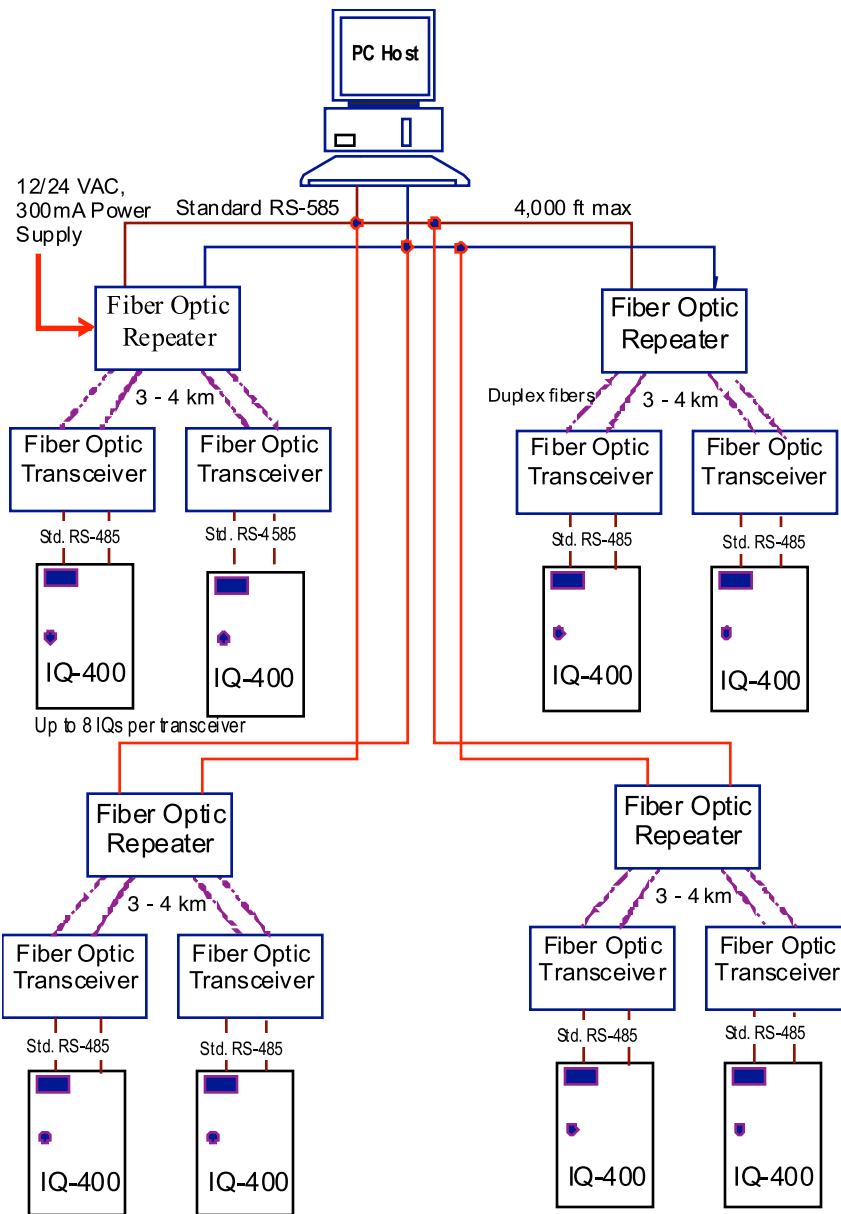 PC Host
12/24 VAC,
300mA Power
Supply
Standard RS-585
4,000 ft max
Fiber Optic
Repeater
Fiber Optic
Repeater
3 - 4 km
Duplex fibers
3 - 4 km
Fiber Optic
Transceiver
Fiber Optic
Transceiver
Fiber Optic
Transceiver
Fiber Optic
Transceiver
Std. RS-485
Std. RS-4585
Std. RS-485
Std. RS-485
IQ-400
IQ-400
IQ-400
IQ-400
Up to 8 IQs per transceiver
Fiber Optic
Repeater
Fiber Optic
Repeater
3 - 4 km
3 - 4 km
Fiber Optic
Transceiver
Fiber Optic
Transceiver
Fiber Optic
Transceiver
Fiber Optic
Transceiver
Std. RS-485
Std. RS-485
Std. RS-485
Std. RS-485
IQ-400
IQ-400
IQ-400
IQ-400